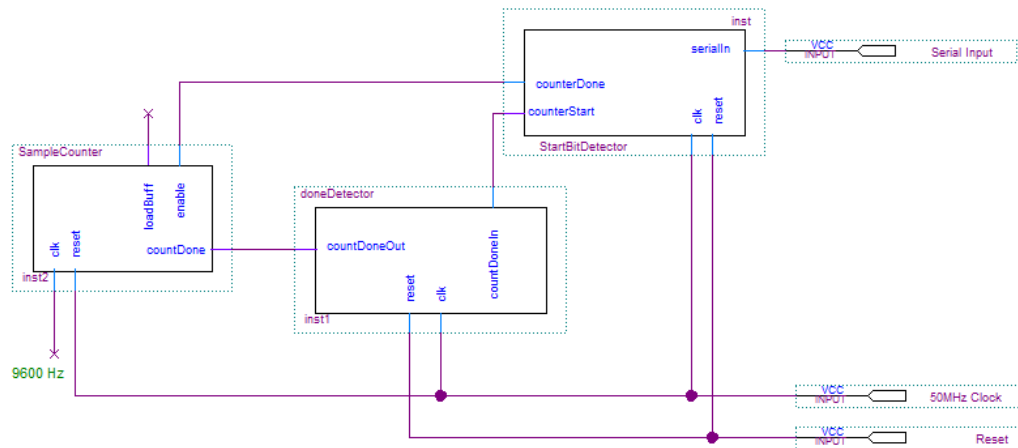 inst
serialIn
VCC
INPUT
Serial Input
counterDone
counterStart
clk
reset
StartBitDetector
SampleCounter
loadBuff
enable
clk
reset
countDone
inst2
doneDetector
countDoneOut
countDoneIn
reset
clk
inst1
9600 Hz
VCC
INPUT
50MHz Clock
VCC
INPUT
Reset